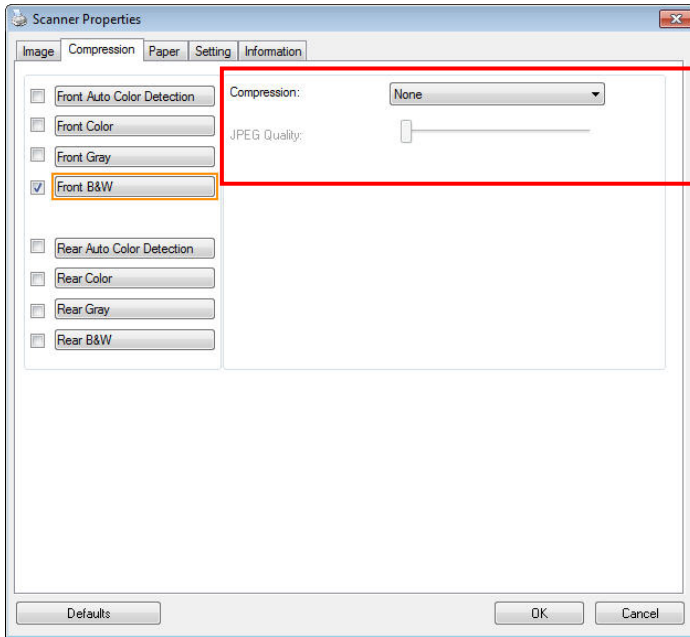 Scanner Properties
Image Compression Paper Setting Information
Front Auto Color Detection
Front Color
Front Gray
Front B&W
Rear Auto Color Detection
Rear Color
Rear Gray
Rear B&W
Compression: None
JPEG Quality:
Defaults OK Cancel